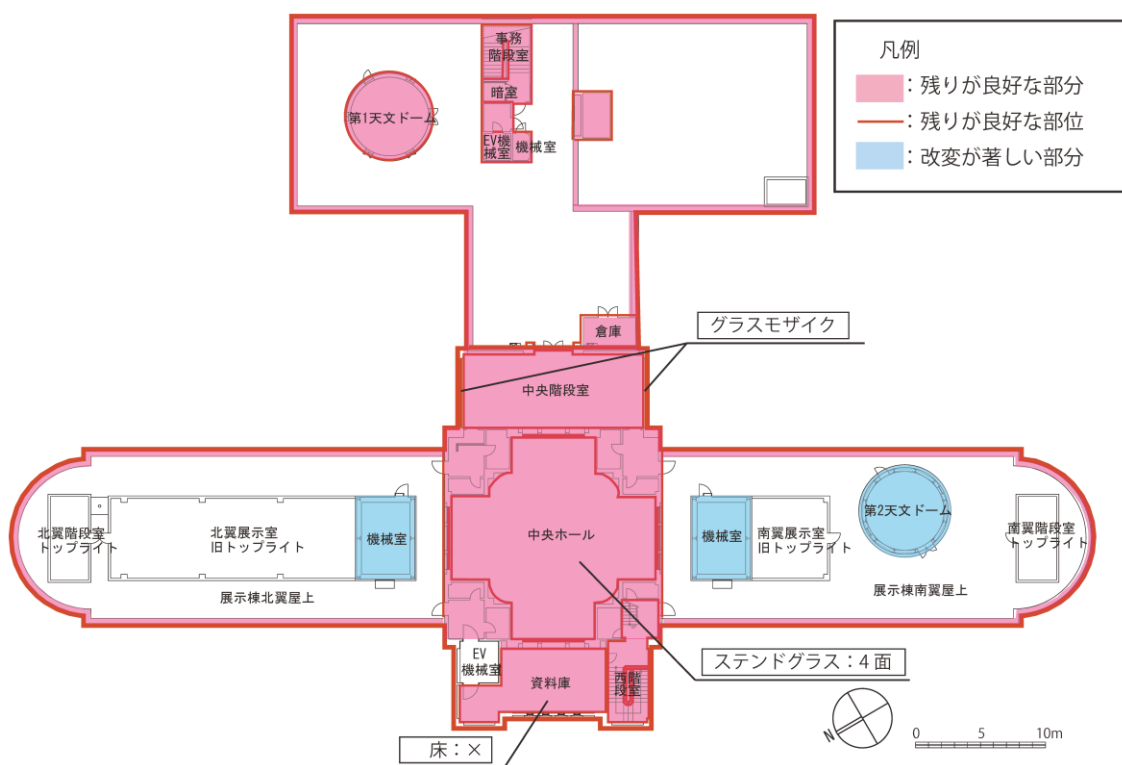 凡例
：残りが良好な部分
：残りが良好な部位
：改変が著しい部分
事務
階段室
暗室
第1天文ドーム
EV機
械室
機械室
倉庫
グラスモザイク
中央階段室
北翼階段室
トップライト
北翼展示室
旧トップライト
機械室
中央ホール
機械室
南翼展示室
旧トップライト
第2天文ドーム
南翼階段室
トップライト
展示棟北翼屋上
展示棟南翼屋上
EV
機械室
資料庫
西階
段室
ステンドグラス：4面
床：×
N
0 5 10m